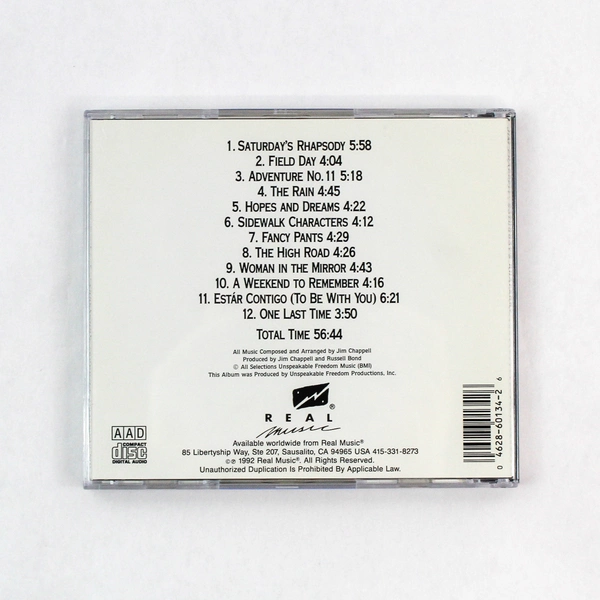 1. SATURDAY'S RHAPSODY 5:58
2. FIELD DAY 4:04
3. ADVENTURE NO. 11 5:18
4. THE RAIN 4:45
5. HOPES AND DREAMS 4:22
6. SIDEWALK CHARACTERS 4:12
7. FANCY PANTS 4:29
8. THE HIGH ROAD 4:26
9. WOMAN IN THE MIRROR 4:43
10. A WEEKEND TO REMEMBER 4:16
11. ESTÁR CONTIGO (TO BE WITH YOU) 6:21
12. ONE LAST TIME 3:50
TOTAL TIME 56:44
All Music Composed and Arranged by Jim Chappell
Produced by Jim Chappell and Russell Bond
© All Selections Unspeakable Freedom Music (BMI)
This Album was Produced by Unspeakable Freedom Productions, Inc.
®
REAL
music
AAD
COMPACT
disc
DIGITAL AUDIO
Available worldwide from Real Music®
85 Libertyship Way, Ste 207, Sausalito, CA 94965 USA 415-331-8273
©℗ 1992 Real Music®. All Rights Reserved.
Unauthorized Duplication Is Prohibited By Applicable Law.
0 4628-60134-2 6